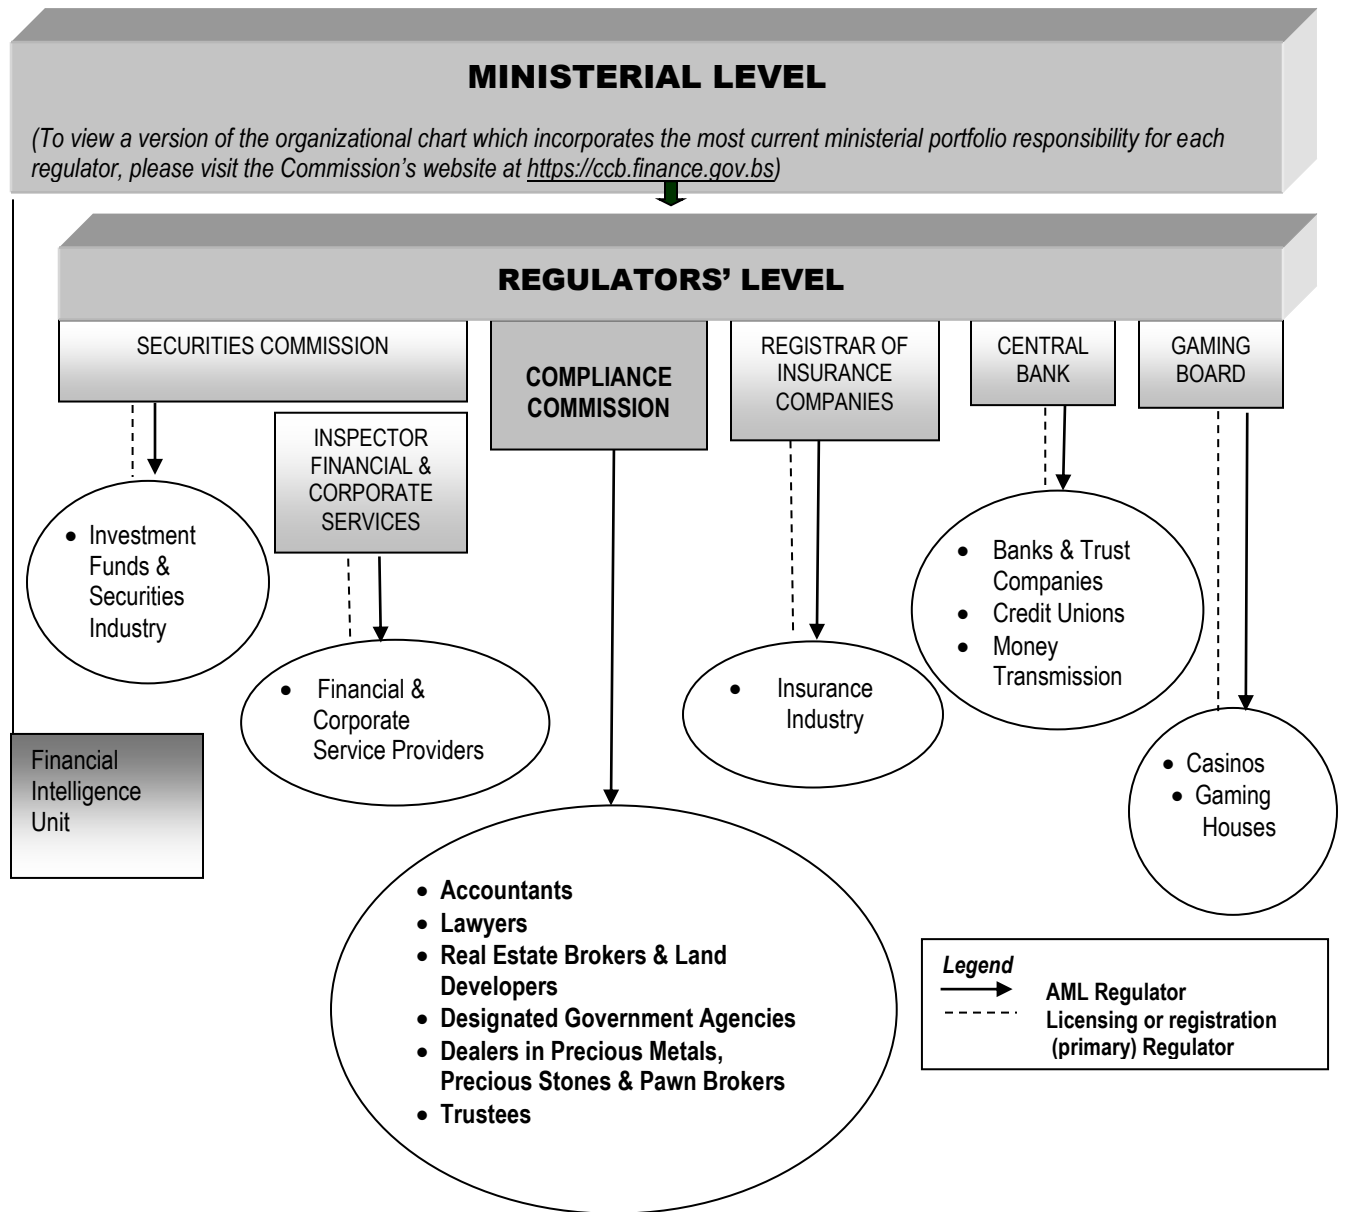 MINISTERIAL LEVEL
(To view a version of the organizational chart which incorporates the most current ministerial portfolio responsibility for each
regulator, please visit the Commission’s website at https://ccb.finance.gov.bs)
REGULATORS’ LEVEL
SECURITIES COMMISSION
COMPLIANCE
COMMISSION
REGISTRAR OF
INSURANCE
COMPANIES
CENTRAL
BANK
GAMING
BOARD
INSPECTOR
FINANCIAL &
CORPORATE
SERVICES
• Investment
Funds &
Securities
Industry
• Financial &
Corporate
Service Providers
• Insurance
Industry
• Banks & Trust
Companies
• Credit Unions
• Money
Transmission
• Casinos
• Gaming
Houses
Financial
Intelligence
Unit
• Accountants
• Lawyers
• Real Estate Brokers & Land
Developers
• Designated Government Agencies
• Dealers in Precious Metals,
Precious Stones & Pawn Brokers
• Trustees
Legend
AML Regulator
Licensing or registration
(primary) Regulator